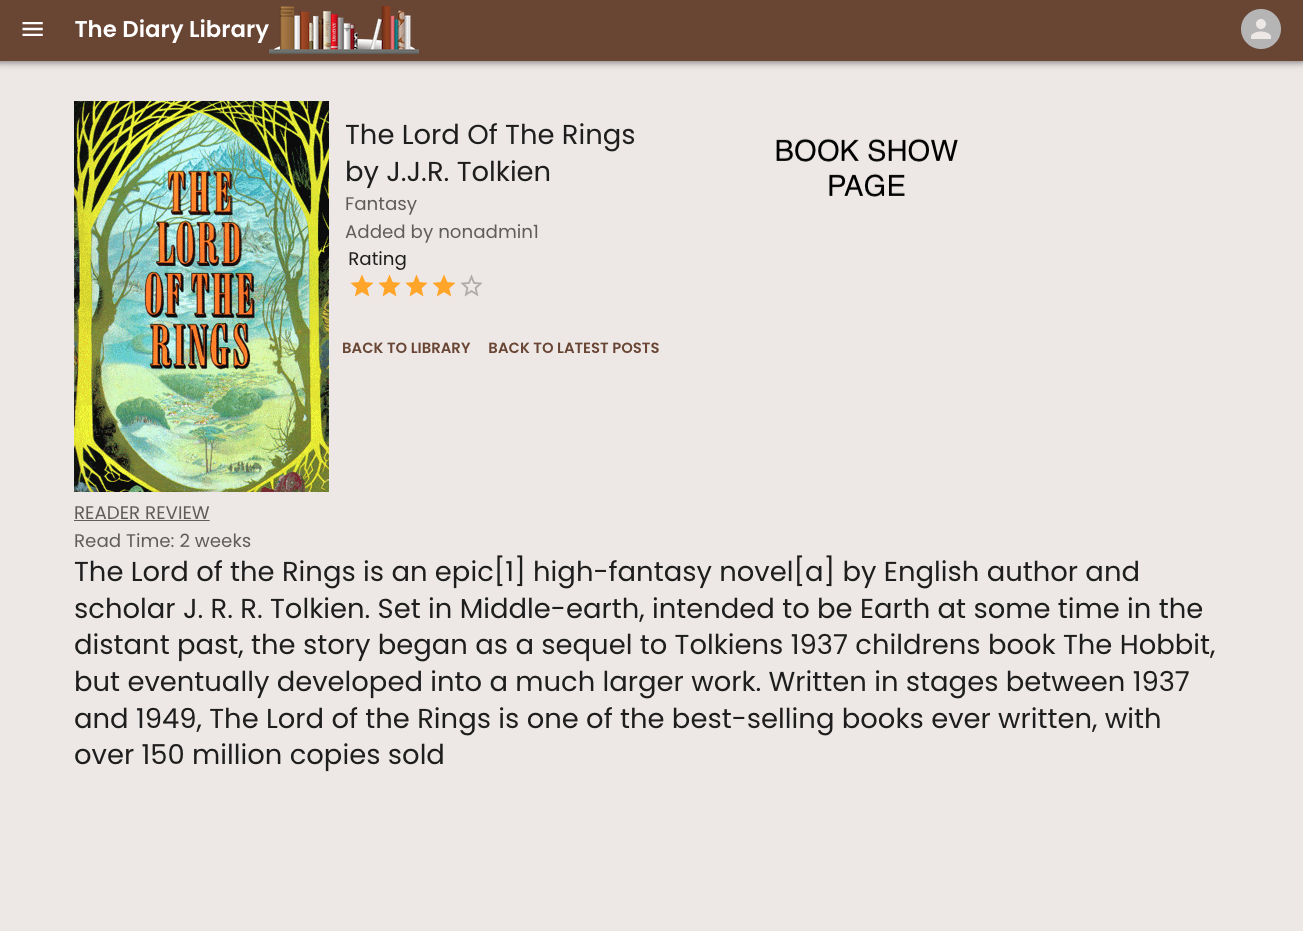 The Diary Library
THE
LORD
OF THE
RINGS
The Lord Of The Rings
by J.J.R. Tolkien
Fantasy
Added by nonadmin1
Rating
BACK TO LIBRARY BACK TO LATEST POSTS
BOOK SHOW
PAGE
READER REVIEW
Read Time: 2 weeks
The Lord of the Rings is an epic[1] high-fantasy novel[a] by English author and
scholar J. R. R. Tolkien. Set in Middle-earth, intended to be Earth at some time in the
distant past, the story began as a sequel to Tolkiens 1937 childrens book The Hobbit,
but eventually developed into a much larger work. Written in stages between 1937
and 1949, The Lord of the Rings is one of the best-selling books ever written, with
over 150 million copies sold